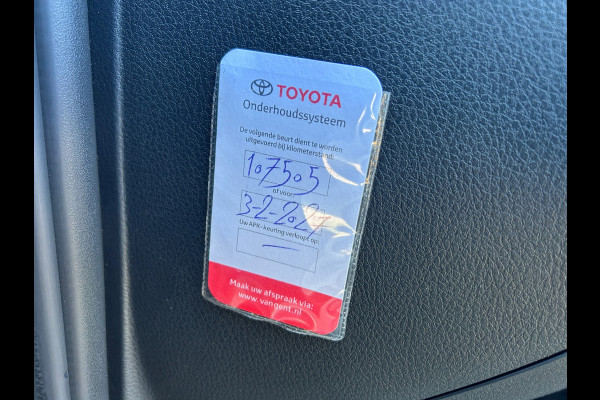 TOYOTA
Onderhoudssysteem
De volgende beurt dient te worden
uitgevoerd bij kilometerstand:
107505
of voor:
3-2-2027
Uw APK-keuring verloopt op:
—
Maak uw afspraak via:
www.vangent.nl